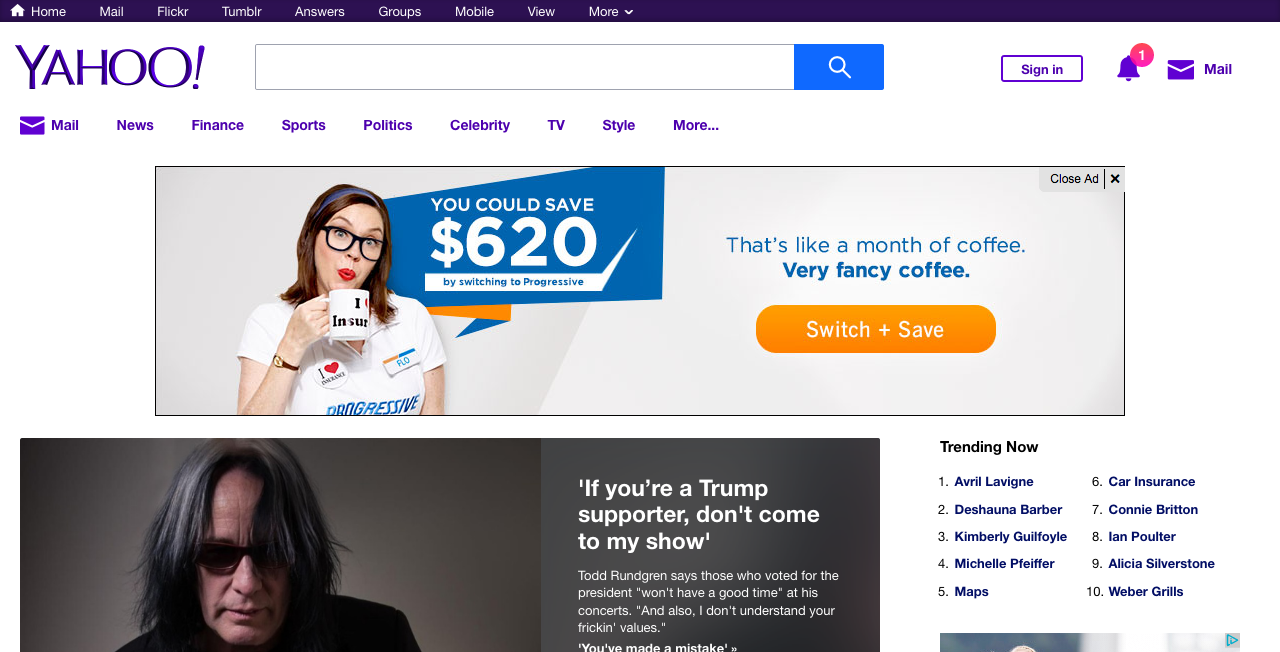 Home Mail Flickr Tumblr Answers Groups Mobile View More
YAHOO!
Sign in
1
Mail
Mail News Finance Sports Politics Celebrity TV Style More...
Close Ad
YOU COULD SAVE
$620
by switching to Progressive
That's like a month of coffee.
Very fancy coffee.
Switch + Save
I
Insur
FLO
I
INSURANCE
PROGRESSIVE
'If you're a Trump
supporter, don't come
to my show'
Todd Rundgren says those who voted for the
president "won't have a good time" at his
concerts. "And also, I don't understand your
frickin' values."
'You've made a mistake' »
Trending Now
1. Avril Lavigne
2. Deshauna Barber
3. Kimberly Guilfoyle
4. Michelle Pfeiffer
5. Maps
6. Car Insurance
7. Connie Britton
8. Ian Poulter
9. Alicia Silverstone
10. Weber Grills